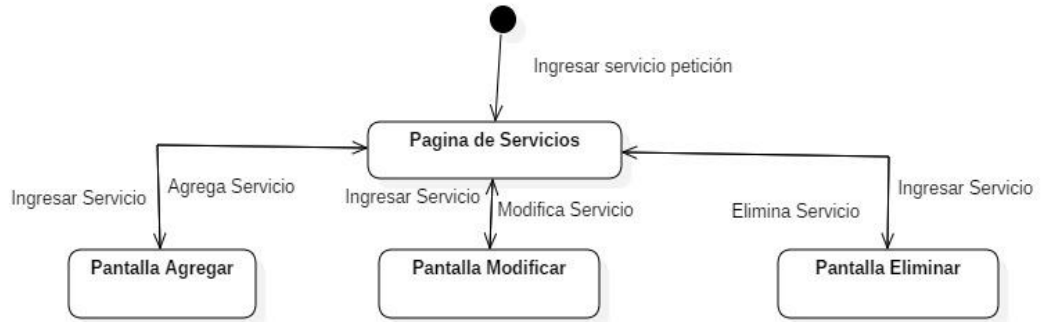 Ingresar servicio petición
Pagina de Servicios
Ingresar Servicio
Agrega Servicio
Ingresar Servicio
Modifica Servicio
Elimina Servicio
Ingresar Servicio
Pantalla Agregar
Pantalla Modificar
Pantalla Eliminar